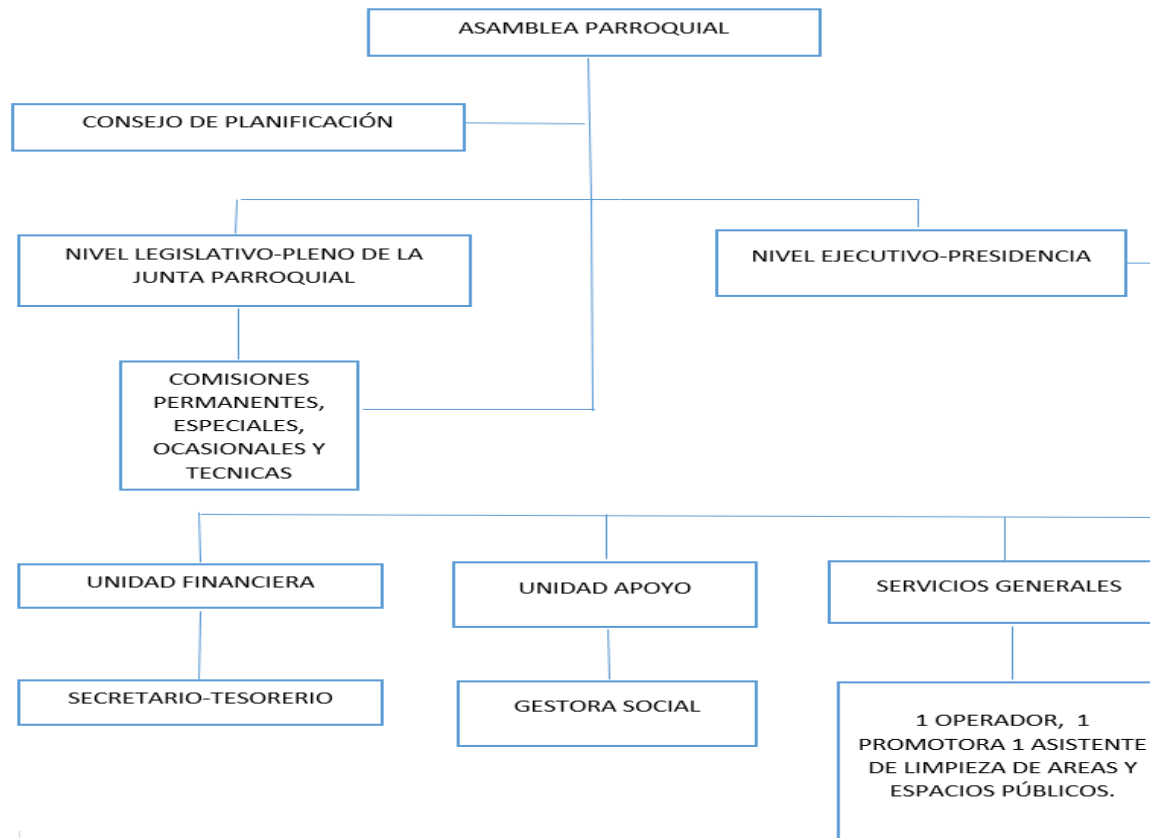 ASAMBLEA PARROQUIAL
CONSEJO DE PLANIFICACIÓN
NIVEL LEGISLATIVO-PLENO DE LA
JUNTA PARROQUIAL
NIVEL EJECUTIVO-PRESIDENCIA
COMISIONES
PERMANENTES,
ESPECIALES,
OCASIONALES Y
TECNICAS
UNIDAD FINANCIERA
UNIDAD APOYO
SERVICIOS GENERALES
SECRETARIO-TESORERIO
GESTORA SOCIAL
1 OPERADOR, 1
PROMOTORA 1 ASISTENTE
DE LIMPIEZA DE AREAS Y
ESPACIOS PÚBLICOS.